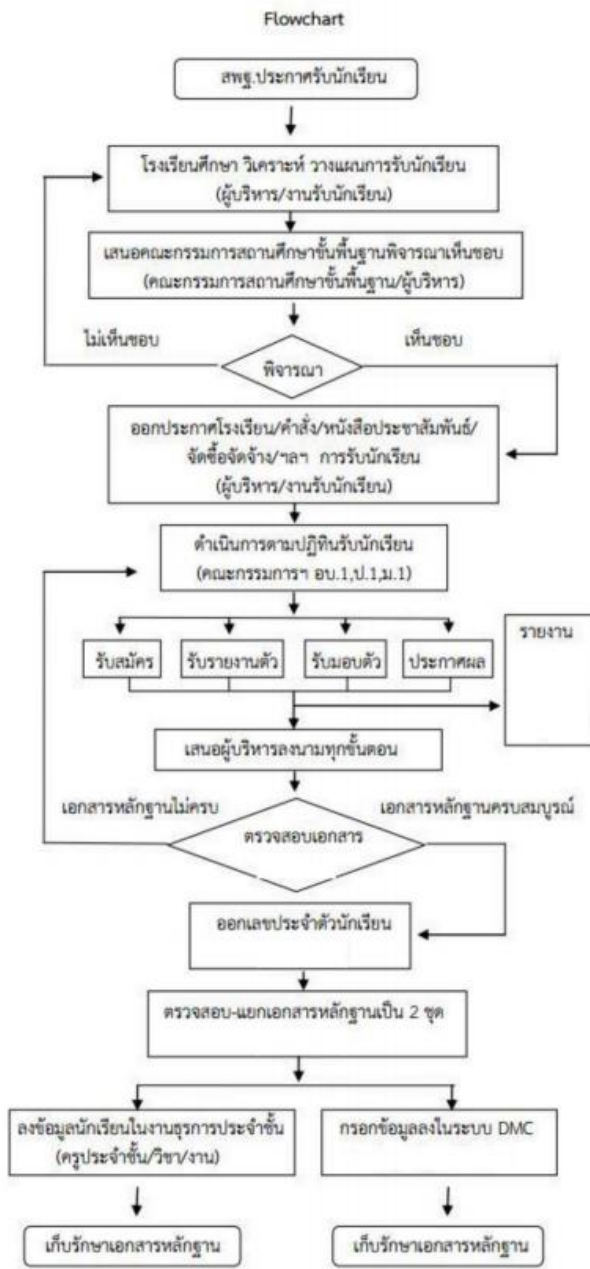 Flowchart
สพฐ.ประกาศรับนักเรียน
โรงเรียนศึกษา วิเคราะห์ วางแผนการรับนักเรียน
(ผู้บริหาร/งานรับนักเรียน)
เสนอคณะกรรมการสถานศึกษาขั้นพื้นฐานพิจารณาเห็นชอบ
(คณะกรรมการสถานศึกษาขั้นพื้นฐาน/ผู้บริหาร)
ไม่เห็นชอบ
เห็นชอบ
พิจารณา
ออกประกาศโรงเรียน/คำสั่ง/หนังสือประชาสัมพันธ์/
จัดซื้อจัดจ้าง/ฯลฯ การรับนักเรียน
(ผู้บริหาร/งานรับนักเรียน)
ดำเนินการตามปฏิทินรับนักเรียน
(คณะกรรมการฯ อบ.1,ป.1,ม.1)
รายงาน
รับสมัคร
รับรายงานตัว
รับมอบตัว
ประกาศผล
เสนอผู้บริหารลงนามทุกขั้นตอน
เอกสารหลักฐานไม่ครบ
เอกสารหลักฐานครบสมบูรณ์
ตรวจสอบเอกสาร
ออกเลขประจำตัวนักเรียน
ตรวจสอบ-แยกเอกสารหลักฐานเป็น 2 ชุด
ลงข้อมูลนักเรียนในงานธุรการประจำชั้น
(ครูประจำชั้น/วิชา/งาน)
กรอกข้อมูลลงในระบบ DMC
เก็บรักษาเอกสารหลักฐาน
เก็บรักษาเอกสารหลักฐาน